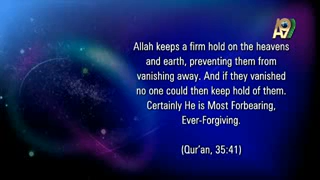 A9
Allah keeps a firm hold on the heavens
and earth, preventing them from
vanishing away. And if they vanished
no one could then keep hold of them.
Certainly He is Most Forbearing,
Ever-Forgiving.
(Qur'an, 35:41)